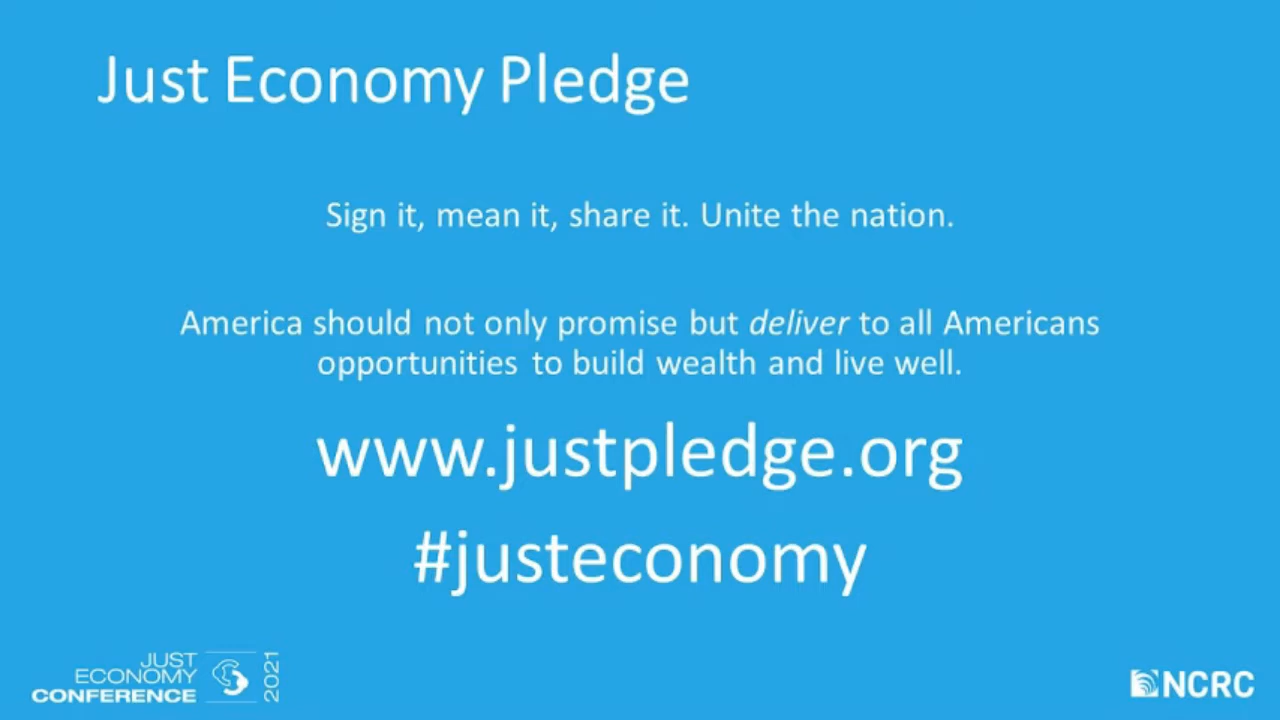 Just Economy Pledge
Sign it, mean it, share it. Unite the nation.
America should not only promise but deliver to all Americans
opportunities to build wealth and live well.
www.justpledge.org
#justeconomy
JUST
ECONOMY
CONFERENCE
2021
NCRC